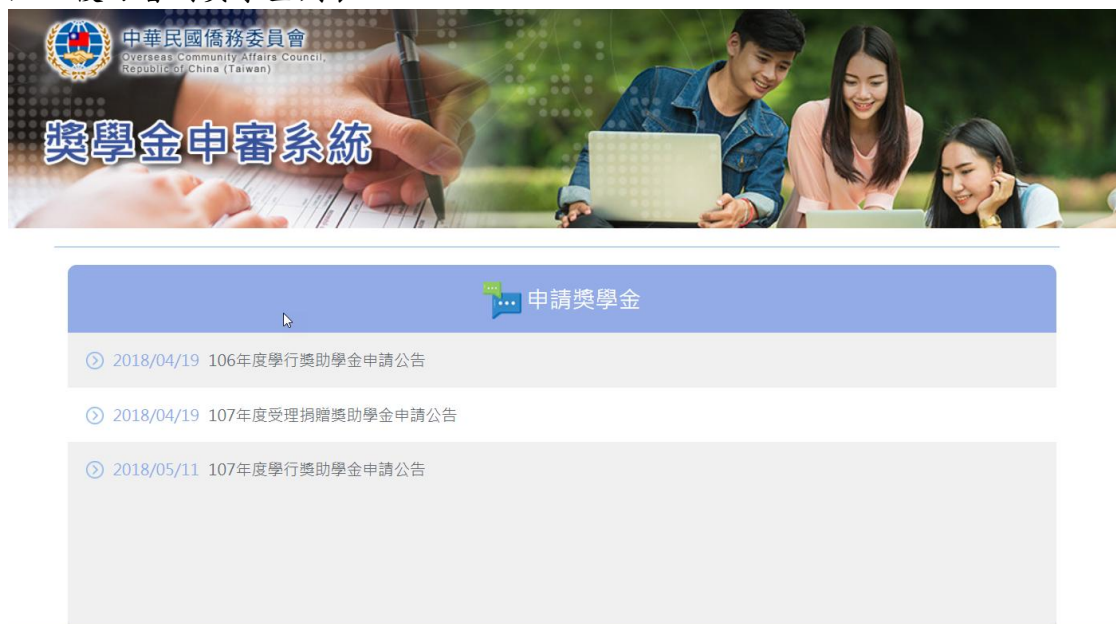 中華民國僑務委員會
Overseas Community Affairs Council,
Republic of China (Taiwan)
獎學金申審系統
申請獎學金
2018/04/19 106年度學行獎助學金申請公告
2018/04/19 107年度受理捐贈獎助學金申請公告
2018/05/11 107年度學行獎助學金申請公告